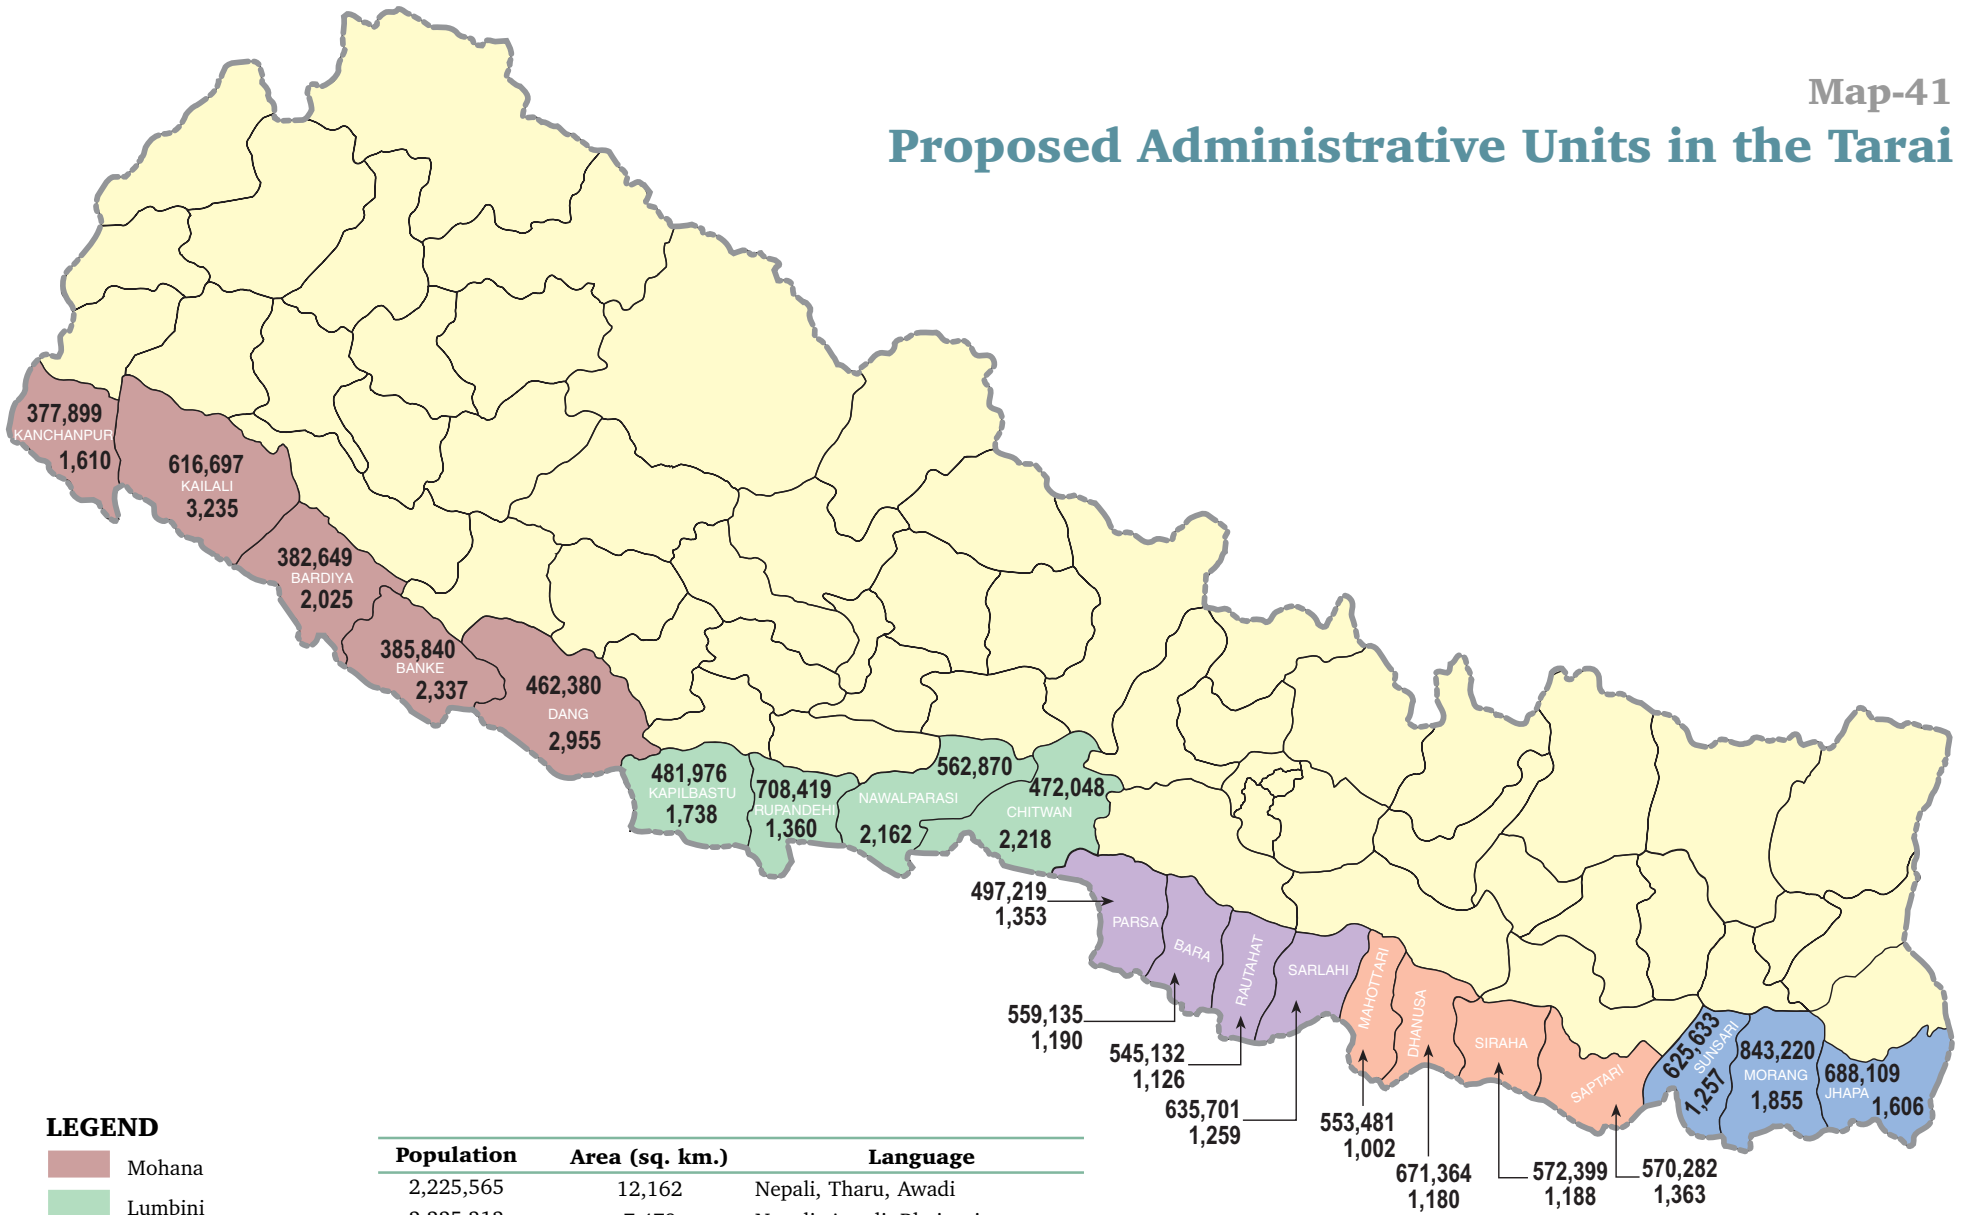 Map-41
Proposed Administrative Units in the Tarai
377,899
KANCHANPUR
1,610
616,697
KAILALI
3,235
382,649
BARDIYA
2,025
385,840
BANKE
2,337
462,380
DANG
2,955
481,976
KAPILBASTU
1,738
708,419
RUPANDEHI
1,360
562,870
NAWALPARASI
2,162
472,048
CHITWAN
2,218
497,219
1,353
PARSA
BARA
559,135
1,190
RAUTAHAT
545,132
1,126
SARLAHI
635,701
1,259
MAHOTTARI
553,481
1,002
DHANUSA
671,364
1,180
SIRAHA
572,399
1,188
SAPTARI
570,282
1,363
625,633
SUNSARI
1,257
843,220
MORANG
1,855
688,109
JHAPA
1,606
LEGEND
Mohana
Lumbini
Population Area (sq. km.) Language
2,225,565 12,162 Nepali, Tharu, Awadi